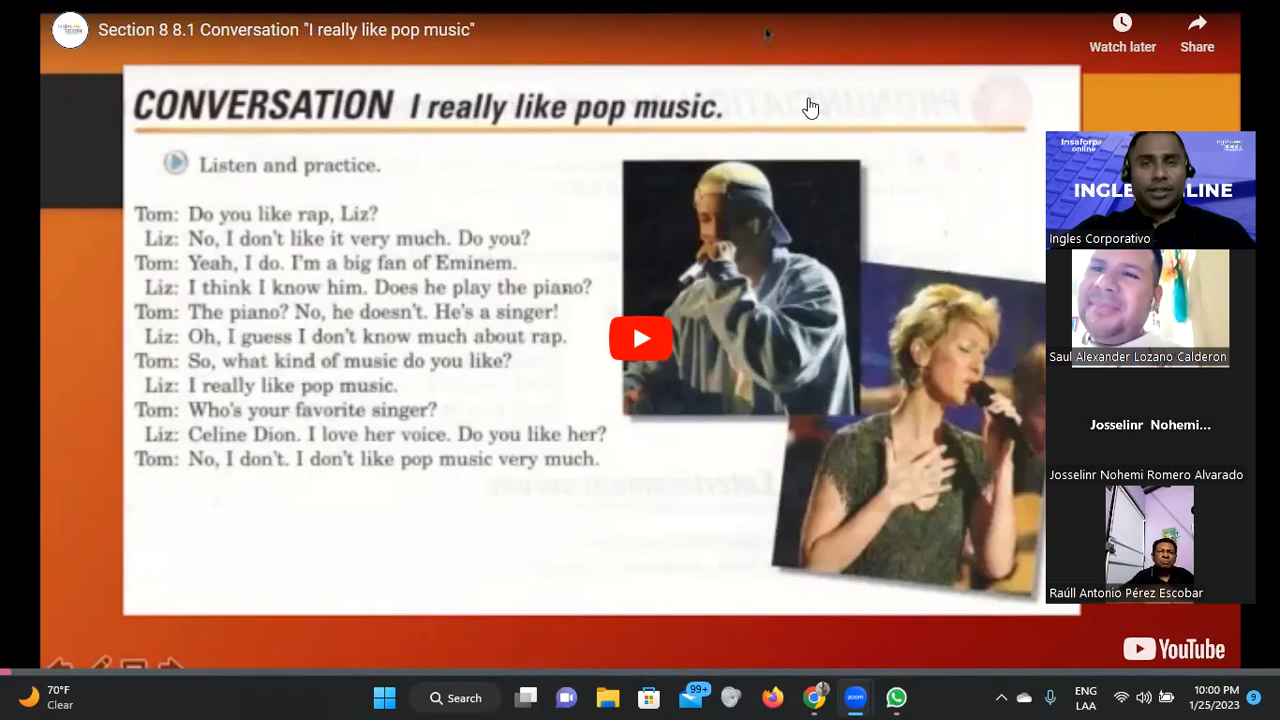 Section 8 8.1 Conversation "I really like pop music"
Watch later
Share
CONVERSATION I really like pop music.
Listen and practice.
Tom: Do you like rap, Liz?
Liz: No, I don't like it very much. Do you?
Tom: Yeah, I do. I'm a big fan of Eminem.
Liz: I think I know him. Does he play the piano?
Tom: The piano? No, he doesn't. He's a singer!
Liz: Oh, I guess I don't know much about rap.
Tom: So, what kind of music do you like?
Liz: I really like pop music.
Tom: Who's your favorite singer?
Liz: Celine Dion. I love her voice. Do you like her?
Tom: No, I don't. I don't like pop music very much.
Insaforp
online
INGLE
NLINE
Ingles Corporativo
Saul Alexander Lozano Calderon
Josselinr Nohemi...
Josselinr Nohemi Romero Alvarado
Raúll Antonio Pérez Escobar
YouTube
70°F
Clear
Search
99+
zoom
ENG
LAA
10:00 PM
1/25/2023
9